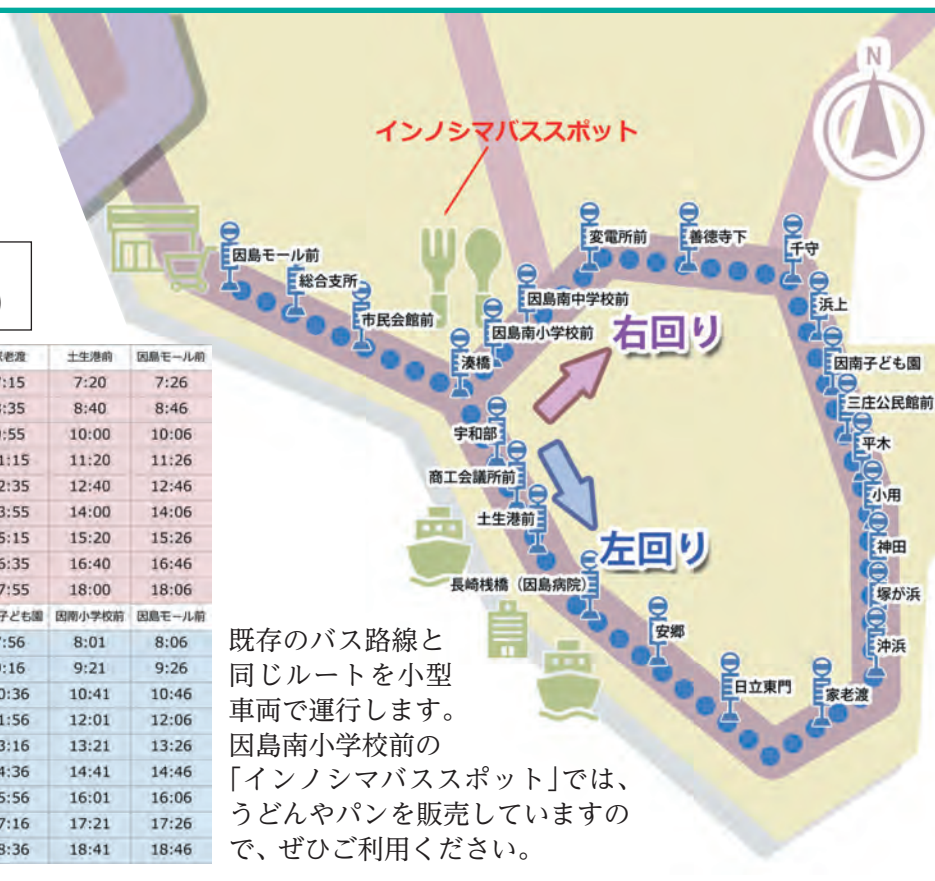 N
インノシマバススポット
変電所前
善徳寺下
千守
因島モール前
総合支所
因島南中学校前
浜上
市民会館前
因島南小学校前
右回り
湊橋
因南子ども園
三庄公民館前
宇和部
平木
商工会議所前
小用
土生港前
神田
左回り
長崎桟橋(因島病院)
塚が浜
安郷
沖浜
日立東門
家老渡
土生港前 因島モール前
7:20 7:26
8:40 8:46
10:00 10:06
11:20 11:26
12:40 12:46
14:00 14:06
15:20 15:26
16:40 16:46
18:00 18:06
子ども園 因南小学校前 因島モール前
8:01 8:06
9:21 9:26
10:41 10:46
12:01 12:06
13:21 13:26
14:41 14:46
16:01 16:06
17:21 17:26
18:41 18:46
既存のバス路線と
同じルートを小型
車両で運行します。
因島南小学校前の
「インノシマバススポット」では、
うどんやパンを販売していますの
で、ぜひご利用ください。